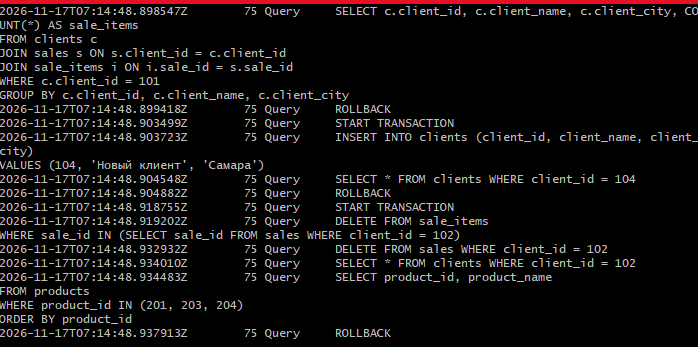 2026-11-17T07:14:48.898547Z 75 Query SELECT c.client_id, c.client_name, c.client_city, CO
UNT(*) AS sale_items
FROM clients c
JOIN sales s ON s.client_id = c.client_id
JOIN sale_items i ON i.sale_id = s.sale_id
WHERE c.client_id = 101
GROUP BY c.client_id, c.client_name, c.client_city
2026-11-17T07:14:48.899418Z 75 Query ROLLBACK
2026-11-17T07:14:48.903499Z 75 Query START TRANSACTION
2026-11-17T07:14:48.903723Z 75 Query INSERT INTO clients (client_id, client_name, client_
city)
VALUES (104, 'Новый клиент', 'Самара')
2026-11-17T07:14:48.904548Z 75 Query SELECT * FROM clients WHERE client_id = 104
2026-11-17T07:14:48.904882Z 75 Query ROLLBACK
2026-11-17T07:14:48.918755Z 75 Query START TRANSACTION
2026-11-17T07:14:48.919202Z 75 Query DELETE FROM sale_items
WHERE sale_id IN (SELECT sale_id FROM sales WHERE client_id = 102)
2026-11-17T07:14:48.932932Z 75 Query DELETE FROM sales WHERE client_id = 102
2026-11-17T07:14:48.934010Z 75 Query SELECT * FROM clients WHERE client_id = 102
2026-11-17T07:14:48.934483Z 75 Query SELECT product_id, product_name
FROM products
WHERE product_id IN (201, 203, 204)
ORDER BY product_id
2026-11-17T07:14:48.937913Z 75 Query ROLLBACK